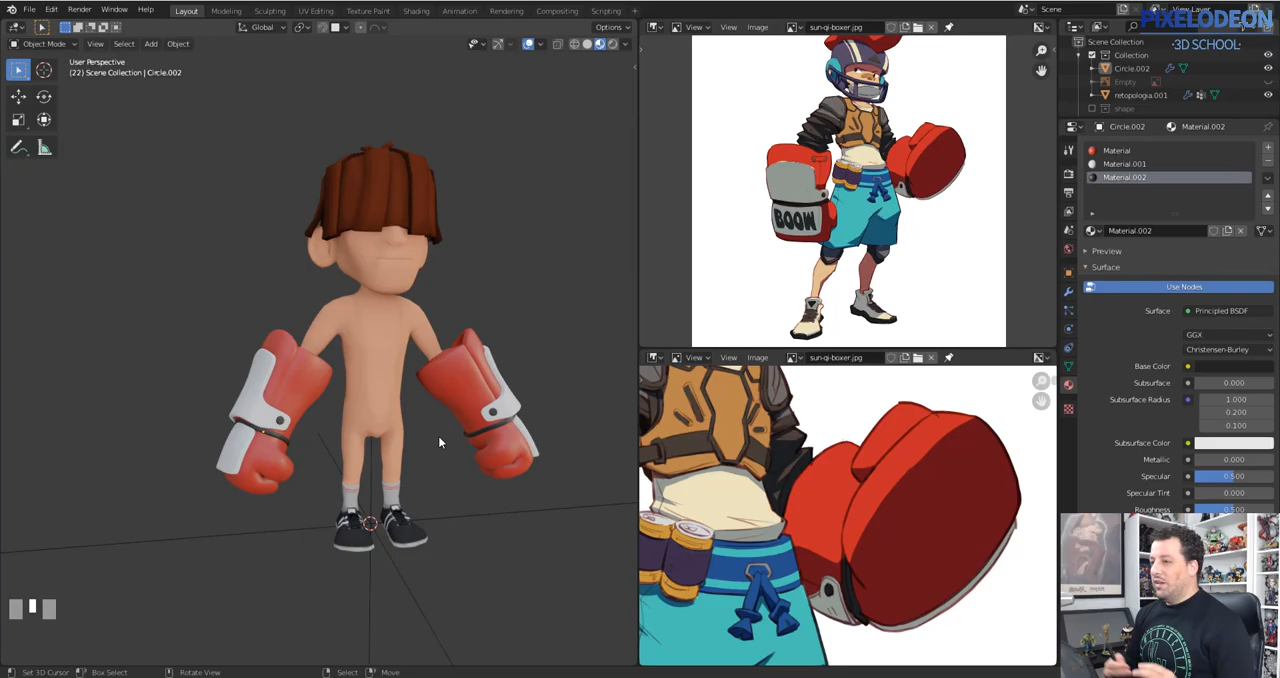 File Edit Render Window Help Layout Modeling Sculpting UV Editing Texture Paint Shading Animation Rendering Compositing Scripting + Scene View Layer
PIXELODEON
3D SCHOOL
Global Options
Object Mode View Select Add Object
User Perspective
(22) Scene Collection | Circle.002
View View Image sun-qi-boxer.jpg
BOOM
View View Image sun-qi-boxer.jpg
Scene Collection
Collection
Circle.002
Empty
retopologia.001
shape
Circle.002 Material.002
Material
Material.001
Material.002
Material.002
Preview
Surface
Use Nodes
Surface Principled BSDF
GGX
Christensen-Burley
Base Color
Subsurface 0.000
Subsurface Radius 1.000
0.200
0.100
Subsurface Color
Metallic 0.000
Specular 0.500
Specular Tint 0.000
Roughness 0.500
Set 3D Cursor Box Select Rotate View Select Move